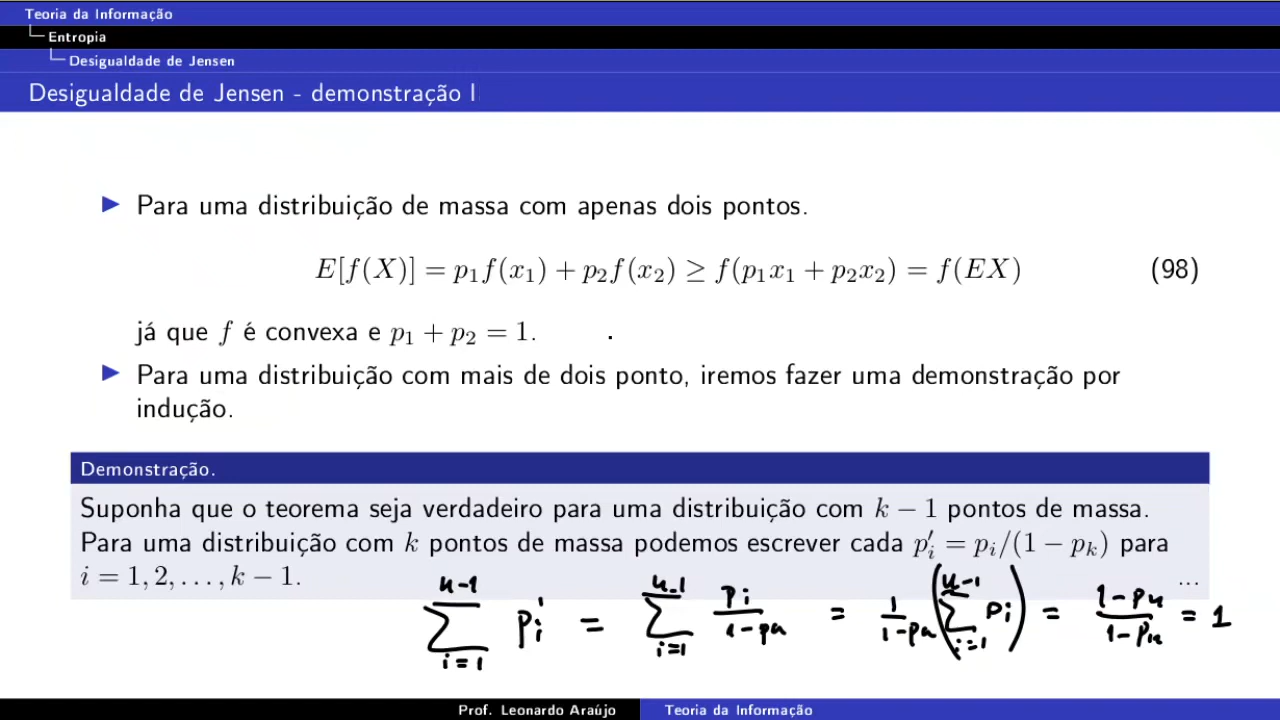 Teoria da Informação
Entropia
Desigualdade de Jensen
Desigualdade de Jensen - demonstração I
Para uma distribuição de massa com apenas dois pontos.
E[f(X)] = p₁f(x₁) + p₂f(x₂) ≥ f(p₁x₁ + p₂x₂) = f(EX) (98)
já que f é convexa e p₁ + p₂ = 1.
Para uma distribuição com mais de dois ponto, iremos fazer uma demonstração por
indução.
Demonstração.
Suponha que o teorema seja verdadeiro para uma distribuição com k − 1 pontos de massa.
Para uma distribuição com k pontos de massa podemos escrever cada p′ᵢ = pᵢ/(1 − pₖ) para
i = 1, 2, . . . , k − 1. ...
∑_{i=1}^{k-1} pᵢ' = ∑_{i=1}^{k-1} pᵢ/(1-pₖ) = 1/(1-pₖ) (∑_{i=1}^{k-1} pᵢ) = (1-pₖ)/(1-pₖ) = 1
Prof. Leonardo Araújo Teoria da Informação